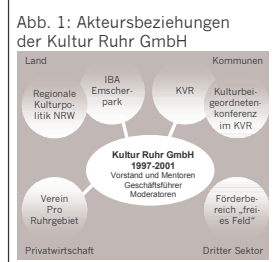 Abb. 1: Akteursbeziehungen
der Kultur Ruhr GmbH
Land
Kommunen
Regionale
Kulturpo-
litik NRW
IBA
Emscher-
park
KVR
Kulturbei-
geordneten-
konferenz
im KVR
Kultur Ruhr GmbH
1997-2001
Vorstand und Mentoren
Geschäftsführer
Moderatoren
Verein
Pro
Ruhrgebiet
Förderbe-
reich „frei-
es Feld"
Privatwirtschaft
Dritter Sektor